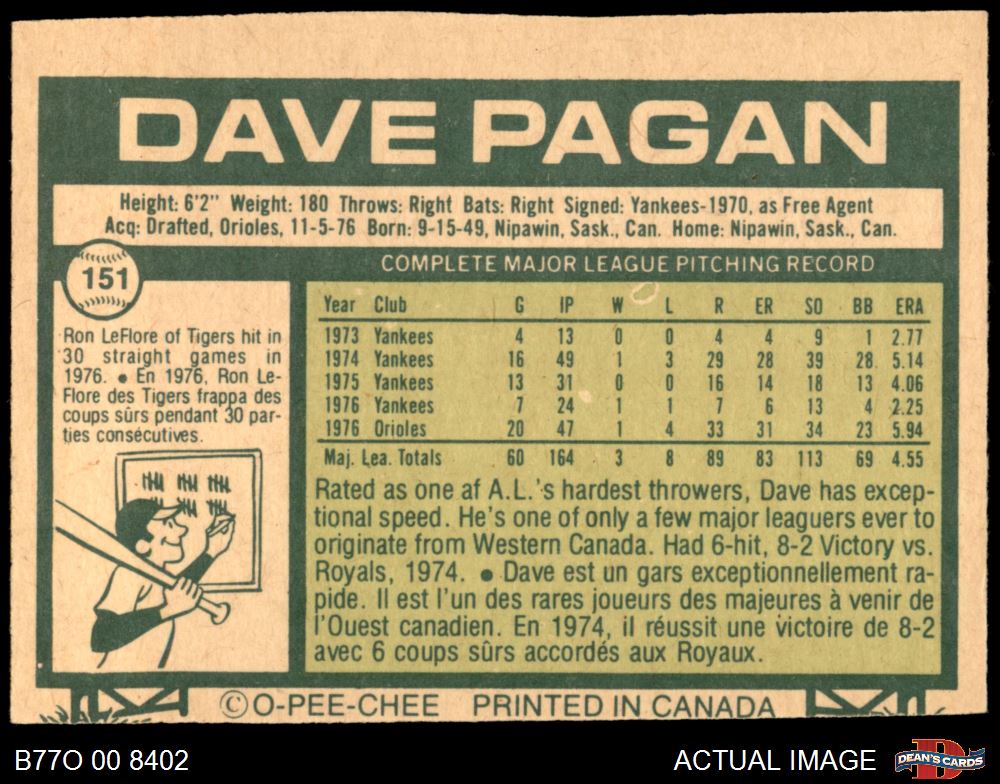 DAVE PAGAN
Height: 6'2" Weight: 180 Throws: Right Bats: Right Signed: Yankees-1970, as Free Agent
Acq: Drafted, Orioles, 11-5-76 Born: 9-15-49, Nipawin, Sask., Can. Home: Nipawin, Sask., Can.
151
Ron LeFlore of Tigers hit in
30 straight games in
1976. ● En 1976, Ron Le-
Flore des Tigers frappa des
coups sûrs pendant 30 par-
ties consécutives.
COMPLETE MAJOR LEAGUE PITCHING RECORD
Year Club G IP W L R ER SO BB ERA
1973 Yankees 4 13 0 0 4 4 9 1 2.77
1974 Yankees 16 49 1 3 29 28 39 28 5.14
1975 Yankees 13 31 0 0 16 14 18 13 4.06
1976 Yankees 7 24 1 1 7 6 13 4 2.25
1976 Orioles 20 47 1 4 33 31 34 23 5.94
Maj. Lea. Totals 60 164 3 8 89 83 113 69 4.55
Rated as one af A.L.'s hardest throwers, Dave has excep-
tional speed. He's one of only a few major leaguers ever to
originate from Western Canada. Had 6-hit, 8-2 Victory vs.
Royals, 1974. ● Dave est un gars exceptionnellement ra-
pide. Il est l'un des rares joueurs des majeures à venir de
l'Ouest canadien. En 1974, il réussit une victoire de 8-2
avec 6 coups sûrs accordés aux Royaux.
©O-PEE-CHEE PRINTED IN CANADA
B77O 00 8402
ACTUAL IMAGE
D
DEAN'S CARDS